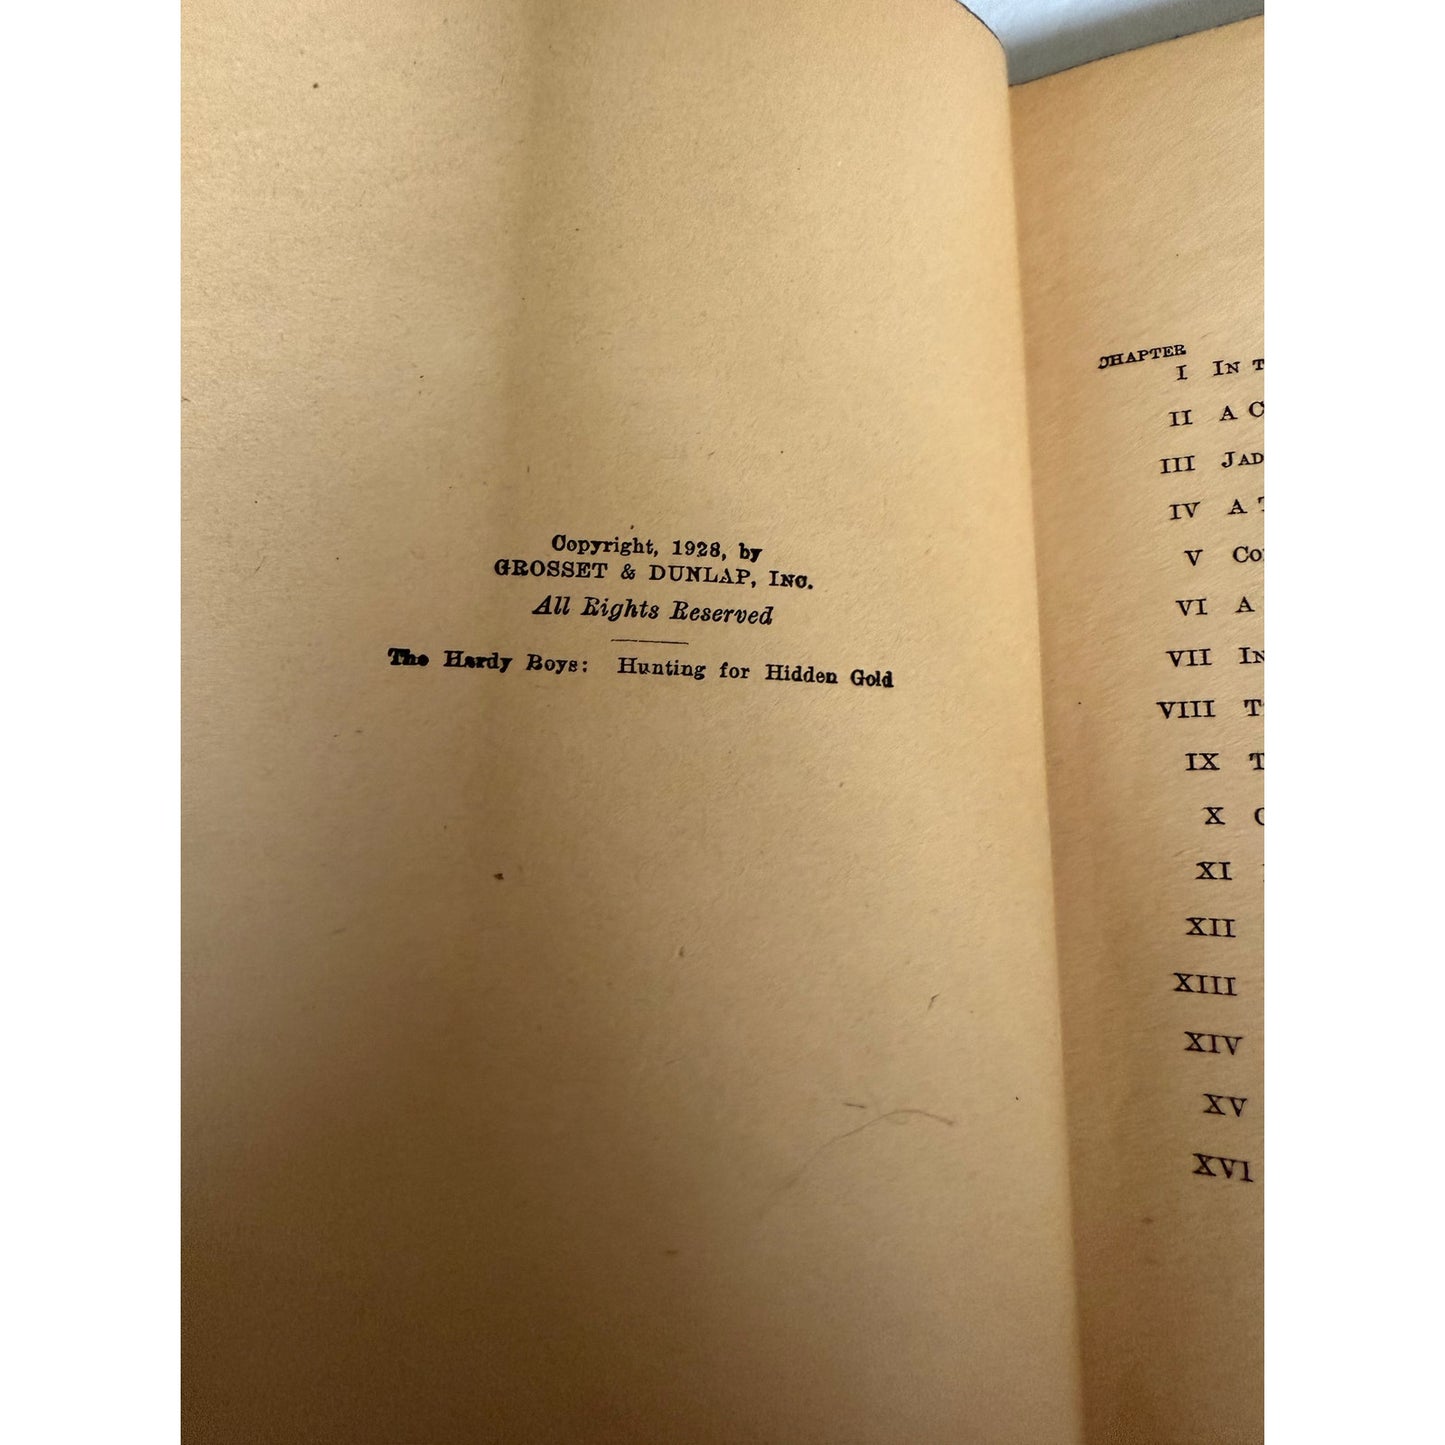 Copyright, 1928, by
GROSSET & DUNLAP, INC.
All Rights Reserved
The Hardy Boys: Hunting for Hidden Gold
CHAPTER
I IN
II A
III
IV A
V
VI A
VII
VIII
IX
X
XI
XII
XIII
XIV
XV
XVI